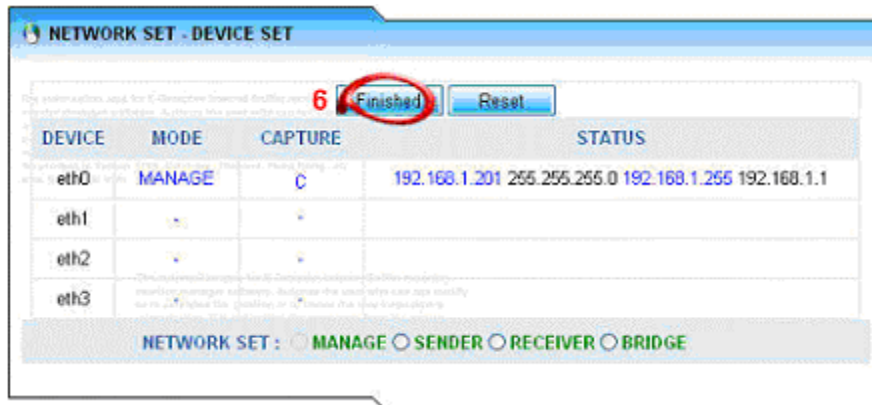 NETWORK SET - DEVICE SET
6 Finished Reset
DEVICE MODE CAPTURE STATUS
eth0 MANAGE C 192.168.1.201 255.255.255.0 192.168.1.255 192.168.1.1
eth1 - -
eth2 - -
eth3 - -
NETWORK SET : MANAGE SENDER RECEIVER BRIDGE